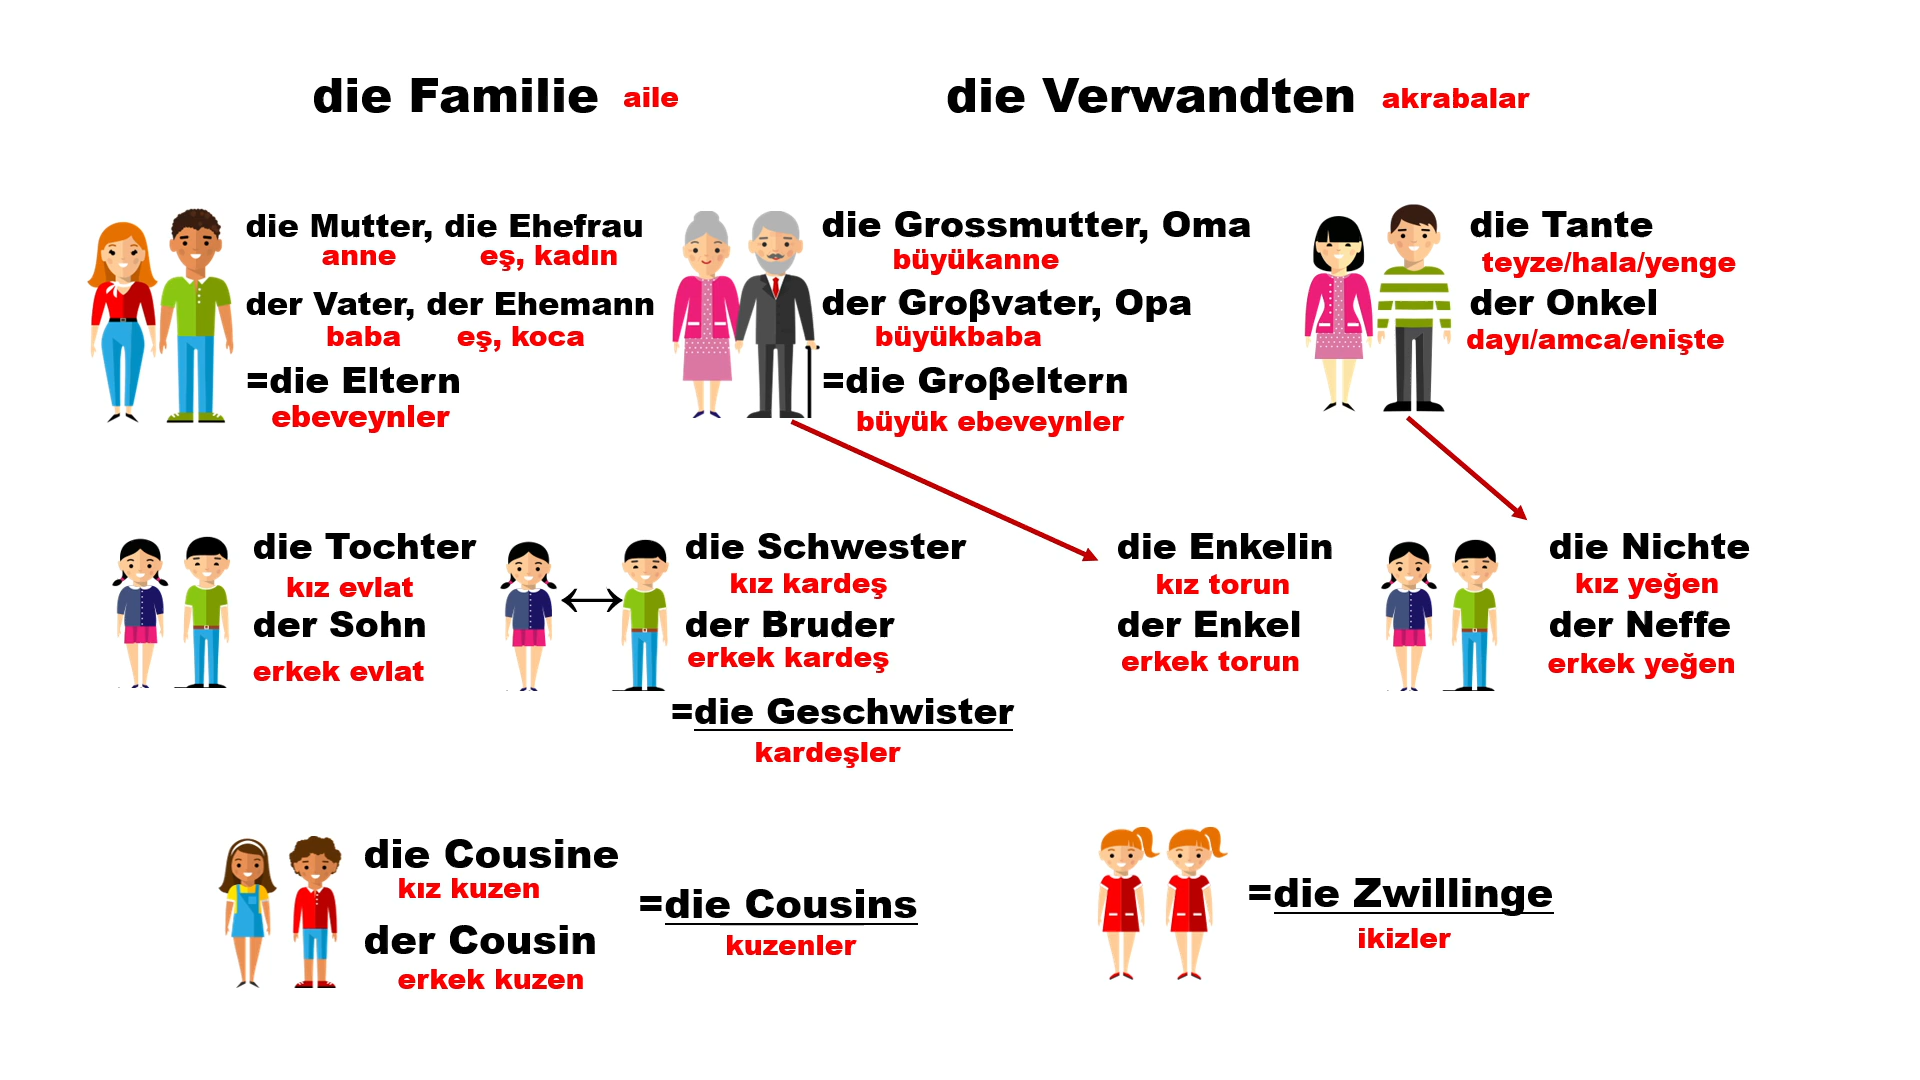 die Familie aile
die Verwandten akrabalar
die Mutter, die Ehefrau
anne eş, kadın
der Vater, der Ehemann
baba eş, koca
=die Eltern
ebeveynler
die Grossmutter, Oma
büyükanne
der Groβvater, Opa
büyükbaba
=die Groβeltern
büyük ebeveynler
die Tante
teyze/hala/yenge
der Onkel
dayı/amca/enişte
die Tochter
kız evlat
der Sohn
erkek evlat
die Schwester
kız kardeş
der Bruder
erkek kardeş
=die Geschwister
kardeşler
die Enkelin
kız torun
der Enkel
erkek torun
die Nichte
kız yeğen
der Neffe
erkek yeğen
die Cousine
kız kuzen
der Cousin
erkek kuzen
=die Cousins
kuzenler
=die Zwillinge
ikizler